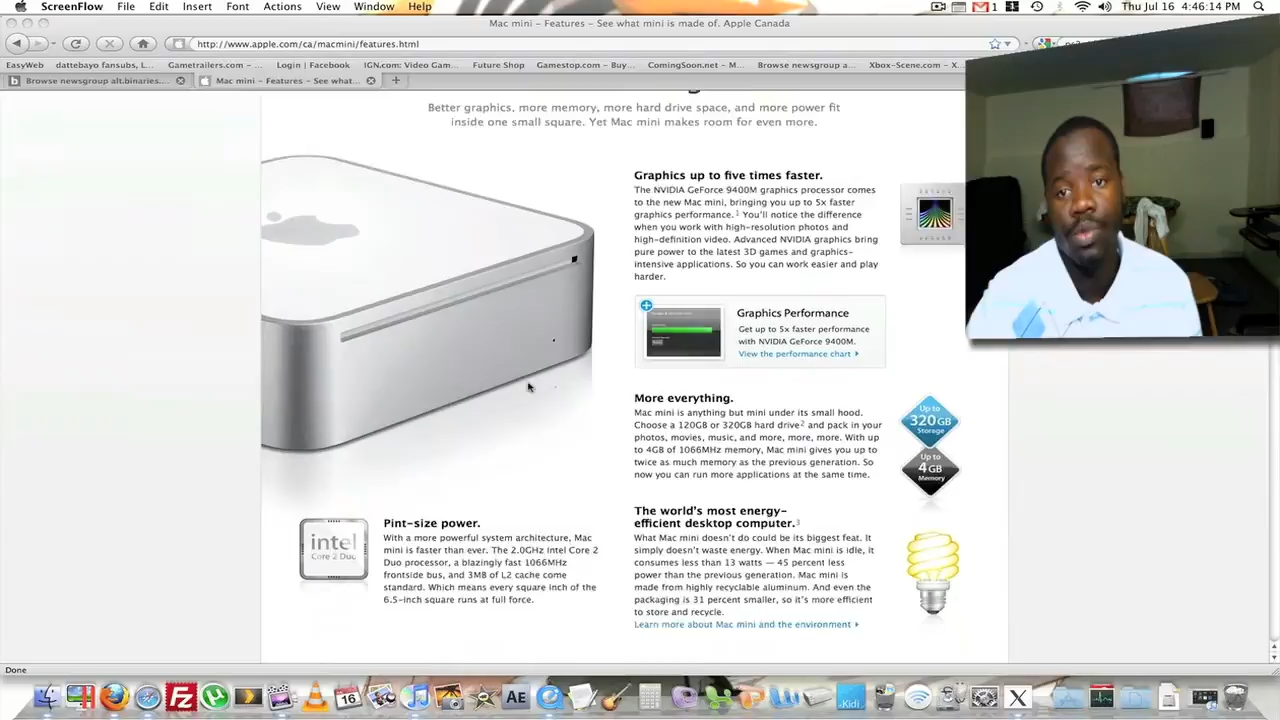 ScreenFlow File Edit Insert Font Actions View Window Help
1 Thu Jul 16 4:46:14 PM
Mac mini – Features – See what mini is made of. Apple Canada
http://www.apple.com/ca/macmini/features.html
EasyWeb dattebayo fansubs, L... Gametrailers.com – ... Login | Facebook IGN.com: Video Gam... Future Shop Gamestop.com – Buy... ComingSoon.net – M... Browse newsgroup a... Xbox-Scene.com – X...
Browse newsgroup alt.binaries.... Mac mini – Features – See what...
Better graphics, more memory, more hard drive space, and more power fit
inside one small square. Yet Mac mini makes room for even more.
Graphics up to five times faster.
The NVIDIA GeForce 9400M graphics processor comes
to the new Mac mini, bringing you up to 5x faster
graphics performance.1 You'll notice the difference
when you work with high-resolution photos and
high-definition video. Advanced NVIDIA graphics bring
pure power to the latest 3D games and graphics-
intensive applications. So you can work easier and play
harder.
Graphics Performance
Get up to 5x faster performance
with NVIDIA GeForce 9400M.
View the performance chart
More everything.
Mac mini is anything but mini under its small hood.
Choose a 120GB or 320GB hard drive2 and pack in your
photos, movies, music, and more, more, more. With up
to 4GB of 1066MHz memory, Mac mini gives you up to
twice as much memory as the previous generation. So
now you can run more applications at the same time.
Up to
320GB
Storage
Up to
4GB
Memory
intel
Core 2 Duo
Pint-size power.
With a more powerful system architecture, Mac
mini is faster than ever. The 2.0GHz intel Core 2
Duo processor, a blazingly fast 1066MHz
frontside bus, and 3MB of L2 cache come
standard. Which means every square inch of the
6.5-inch square runs at full force.
The world's most energy-
efficient desktop computer.3
What Mac mini doesn't do could be its biggest feat. It
simply doesn't waste energy. When Mac mini is idle, it
consumes less than 13 watts — 45 percent less
power than the previous generation. Mac mini is
made from highly recyclable aluminum. And even the
packaging is 31 percent smaller, so it's more efficient
to store and recycle.
Learn more about Mac mini and the environment
Done
Fz AE 16 Kidi X